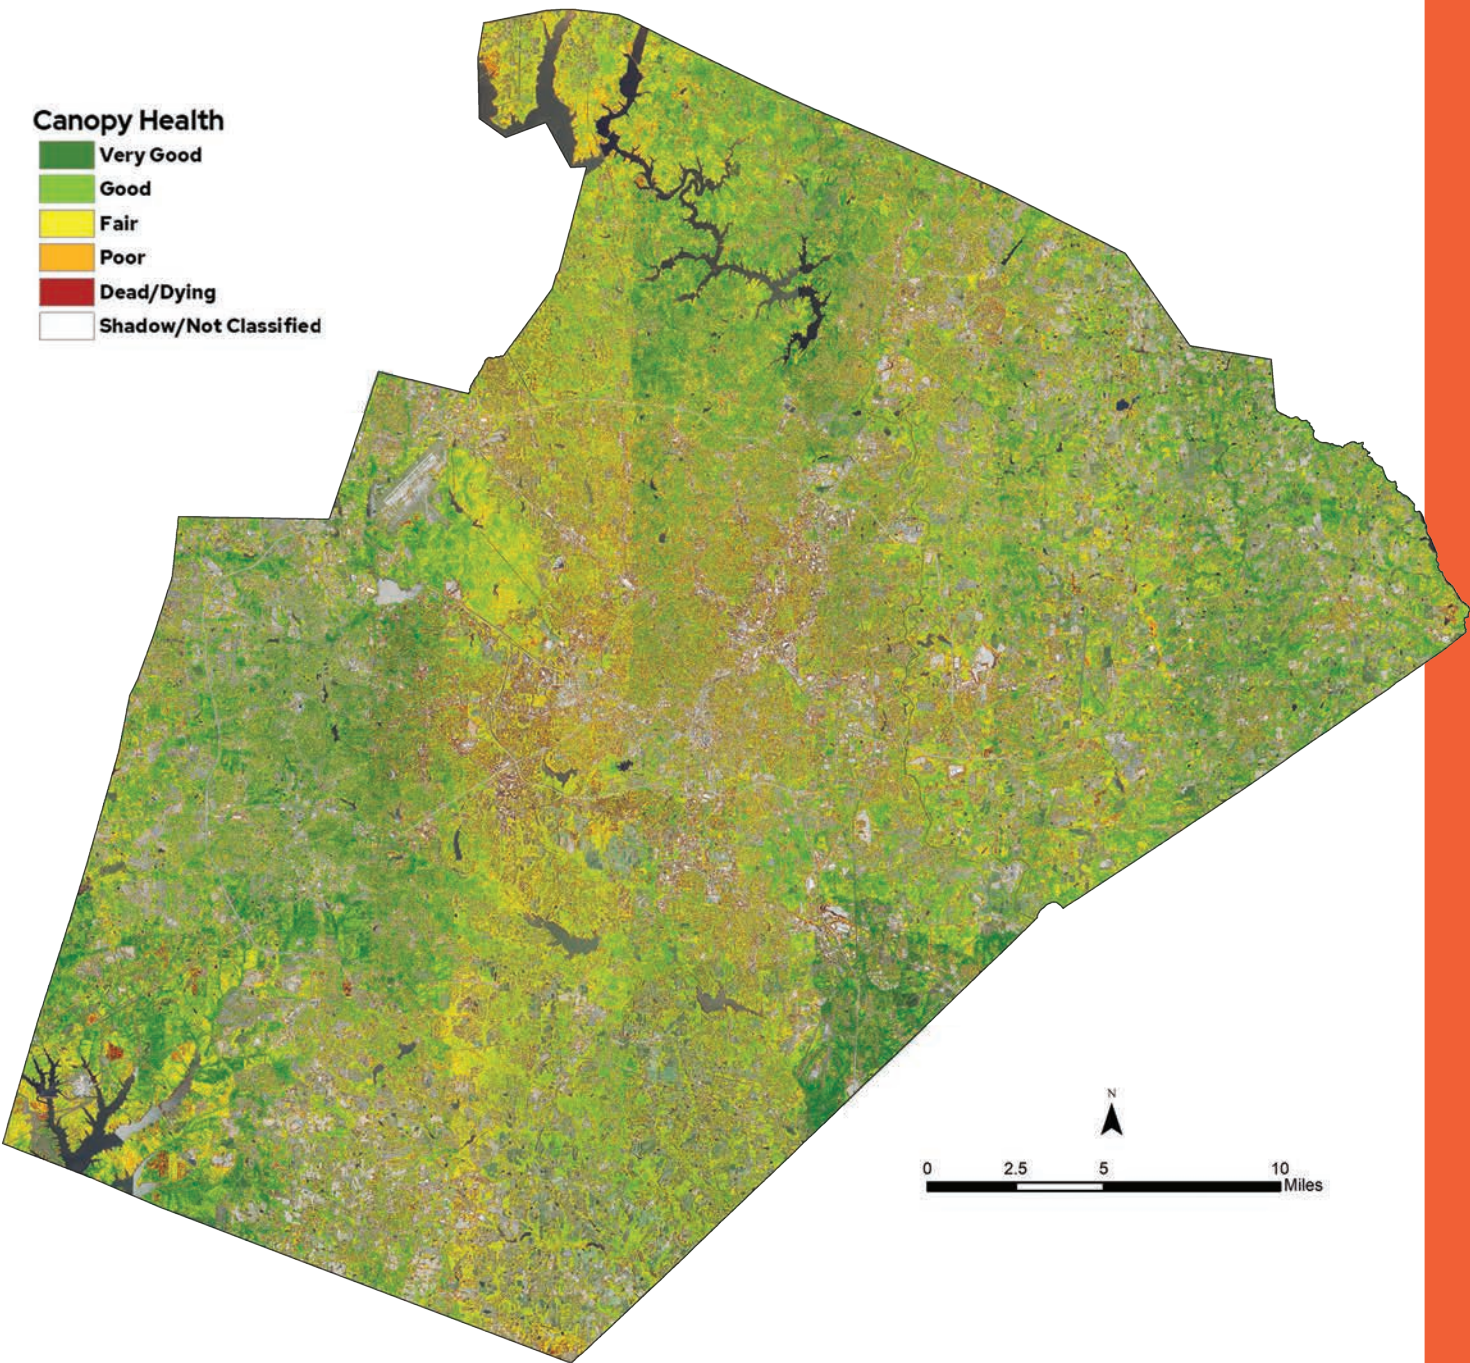 Canopy Health
Very Good
Good
Fair
Poor
Dead/Dying
Shadow/Not Classified
N
0 2.5 5 10
Miles